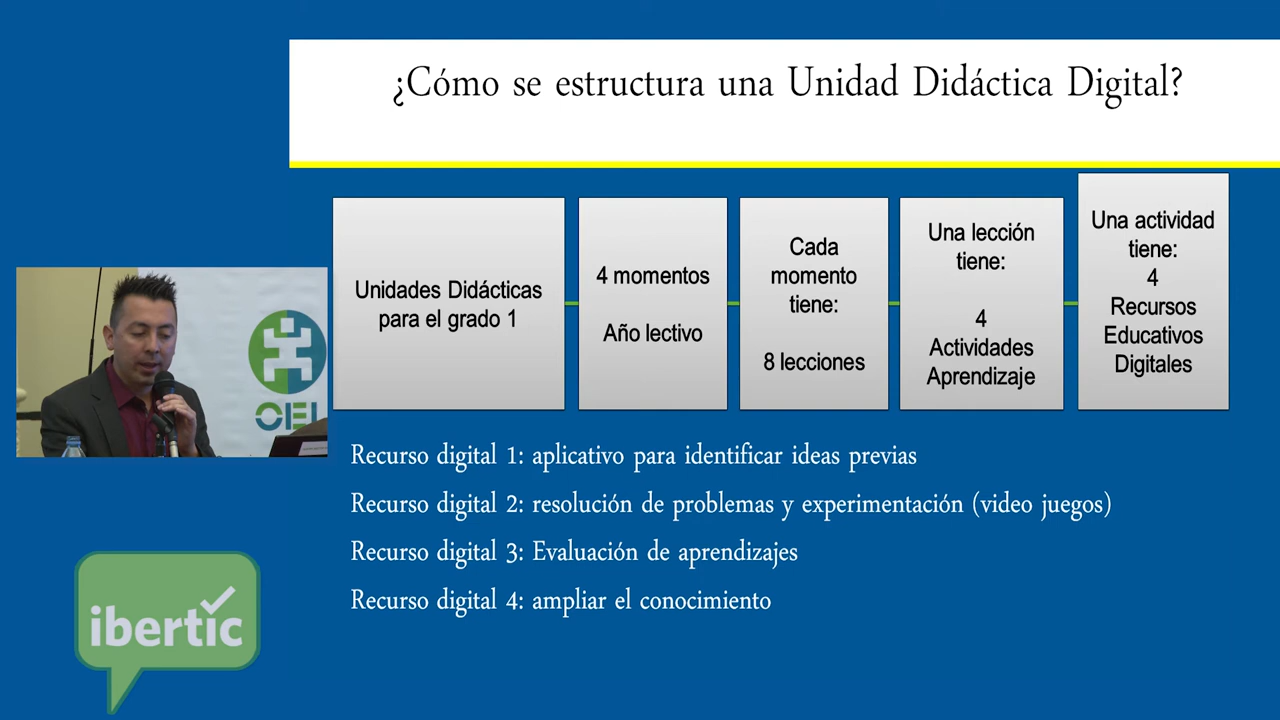 ¿Cómo se estructura una Unidad Didáctica Digital?
Unidades Didácticas
para el grado 1
4 momentos
Año lectivo
Cada
momento
tiene:
8 lecciones
Una lección
tiene:
4
Actividades
Aprendizaje
Una actividad
tiene:
4
Recursos
Educativos
Digitales
OEI
Recurso digital 1: aplicativo para identificar ideas previas
Recurso digital 2: resolución de problemas y experimentación (video juegos)
Recurso digital 3: Evaluación de aprendizajes
Recurso digital 4: ampliar el conocimiento
ibertic